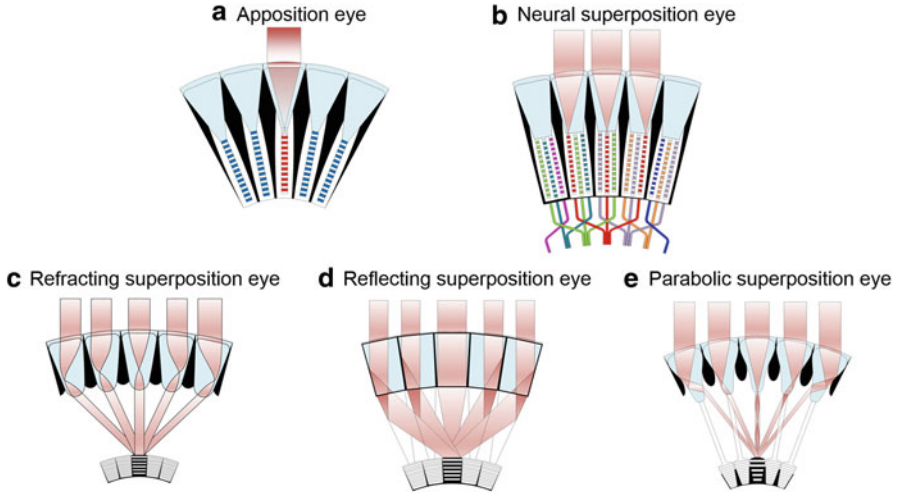 a Apposition eye
b Neural superposition eye
c Refracting superposition eye
d Reflecting superposition eye
e Parabolic superposition eye